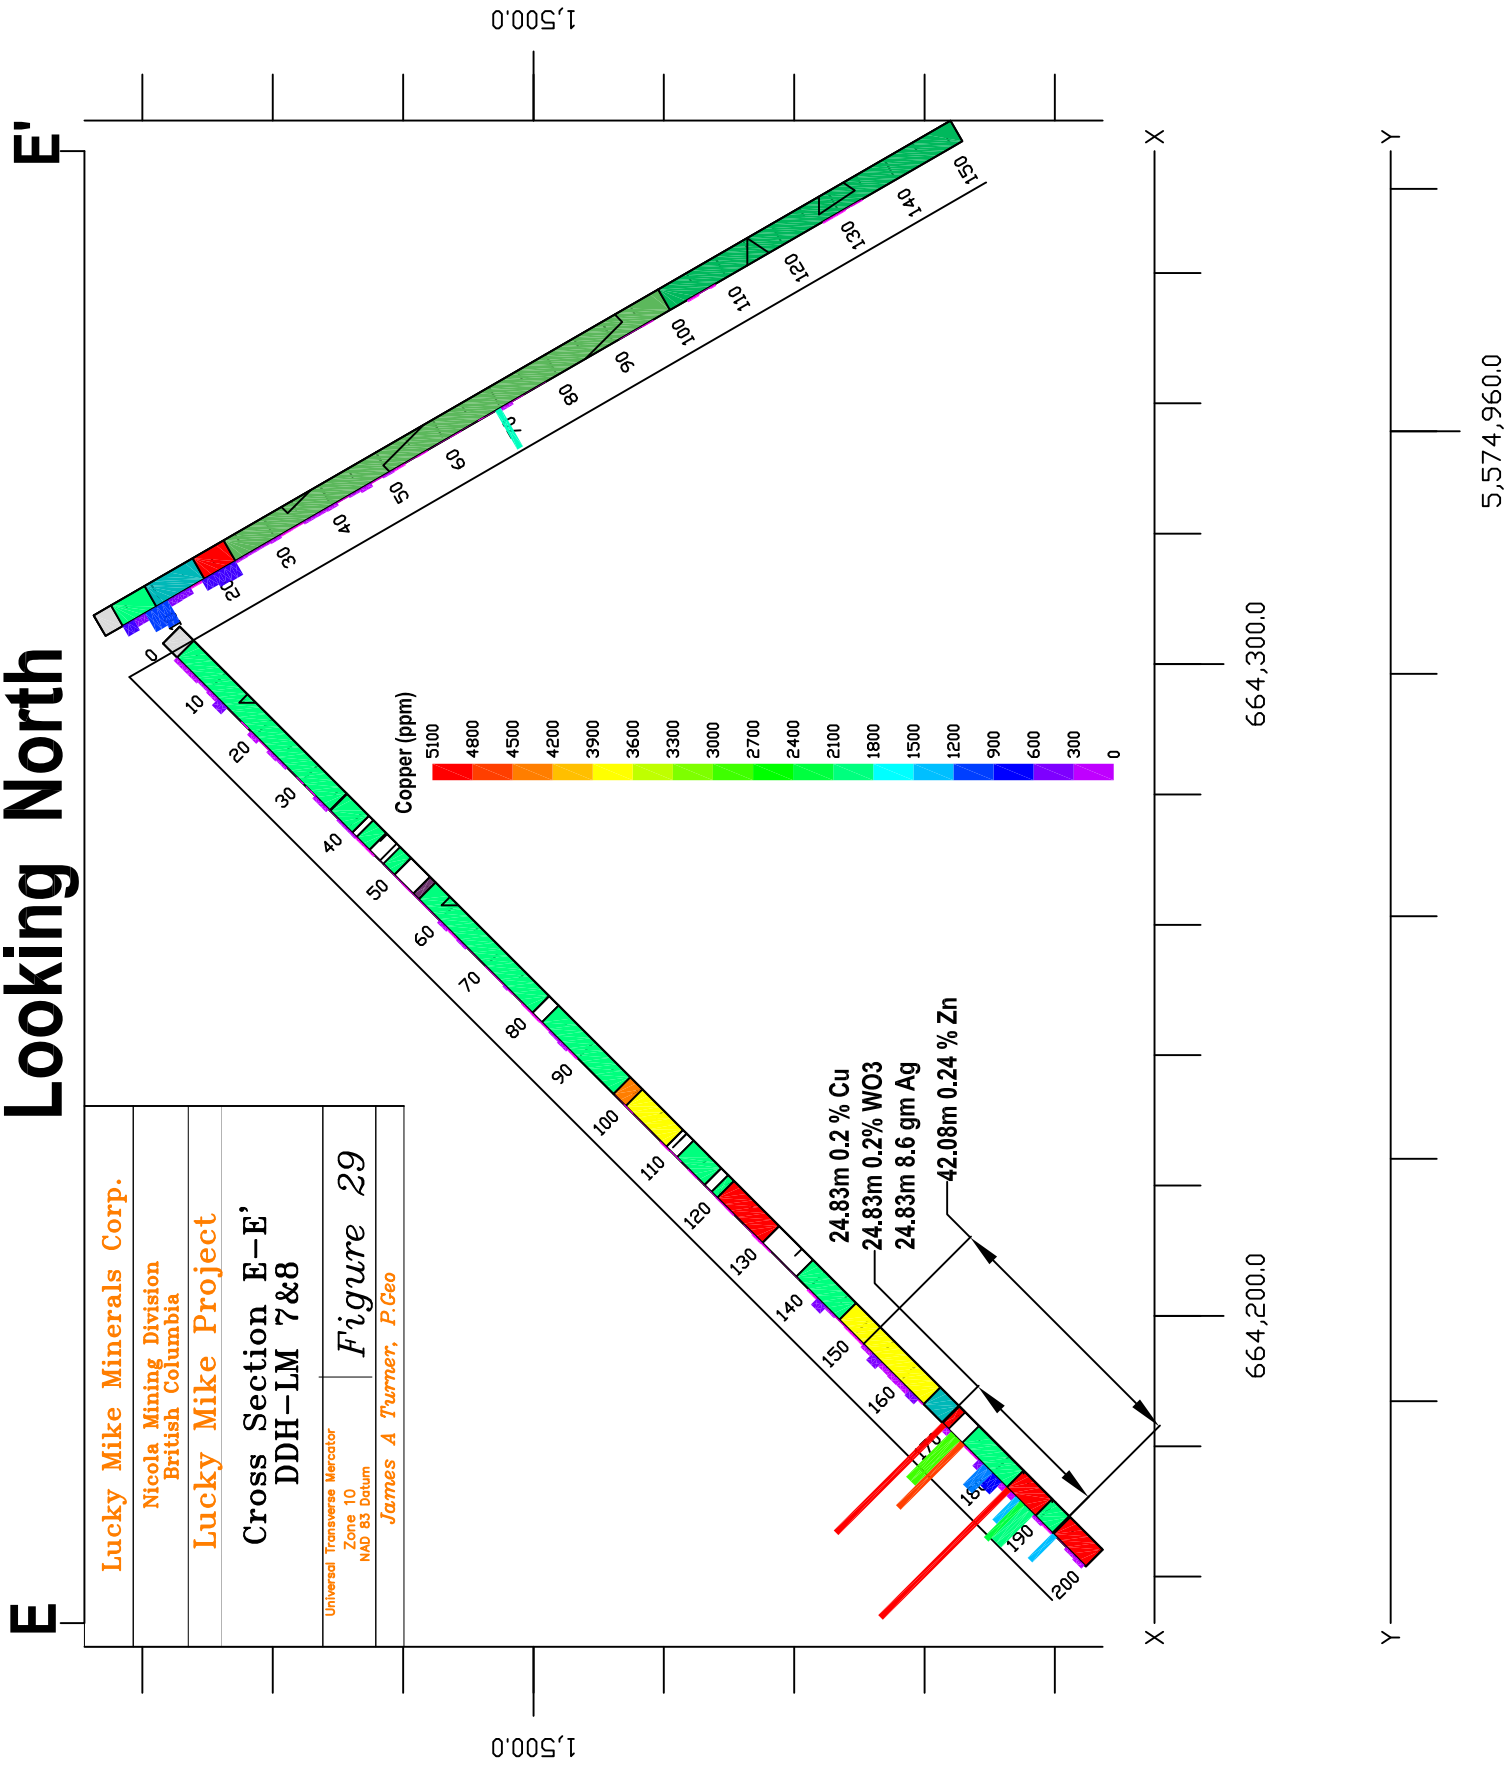 Looking North
E
E'
Lucky Mike Minerals Corp.
Nicola Mining Division
British Columbia
Lucky Mike Project
Cross Section E-E'
DDH-LM 7&8
Universal Transverse Mercator
Zone 10
NAD 83 Datum
Figure 29
James A Turner, P.Geo
1,500.0
1,500.0
0
10
20
30
40
50
60
70
80
90
100
110
120
130
140
150
160
170
180
190
200
20
30
40
50
60
70
80
90
100
110
120
130
140
150
Copper (ppm)
5100
4800
4500
4200
3900
3600
3300
3000
2700
2400
2100
1800
1500
1200
900
600
300
0
24.83m 0.2 % Cu
24.83m 0.2% WO3
24.83m 8.6 gm Ag
42.08m 0.24 % Zn
X
X
664,200.0
664,300.0
Y
Y
5,574,960.0